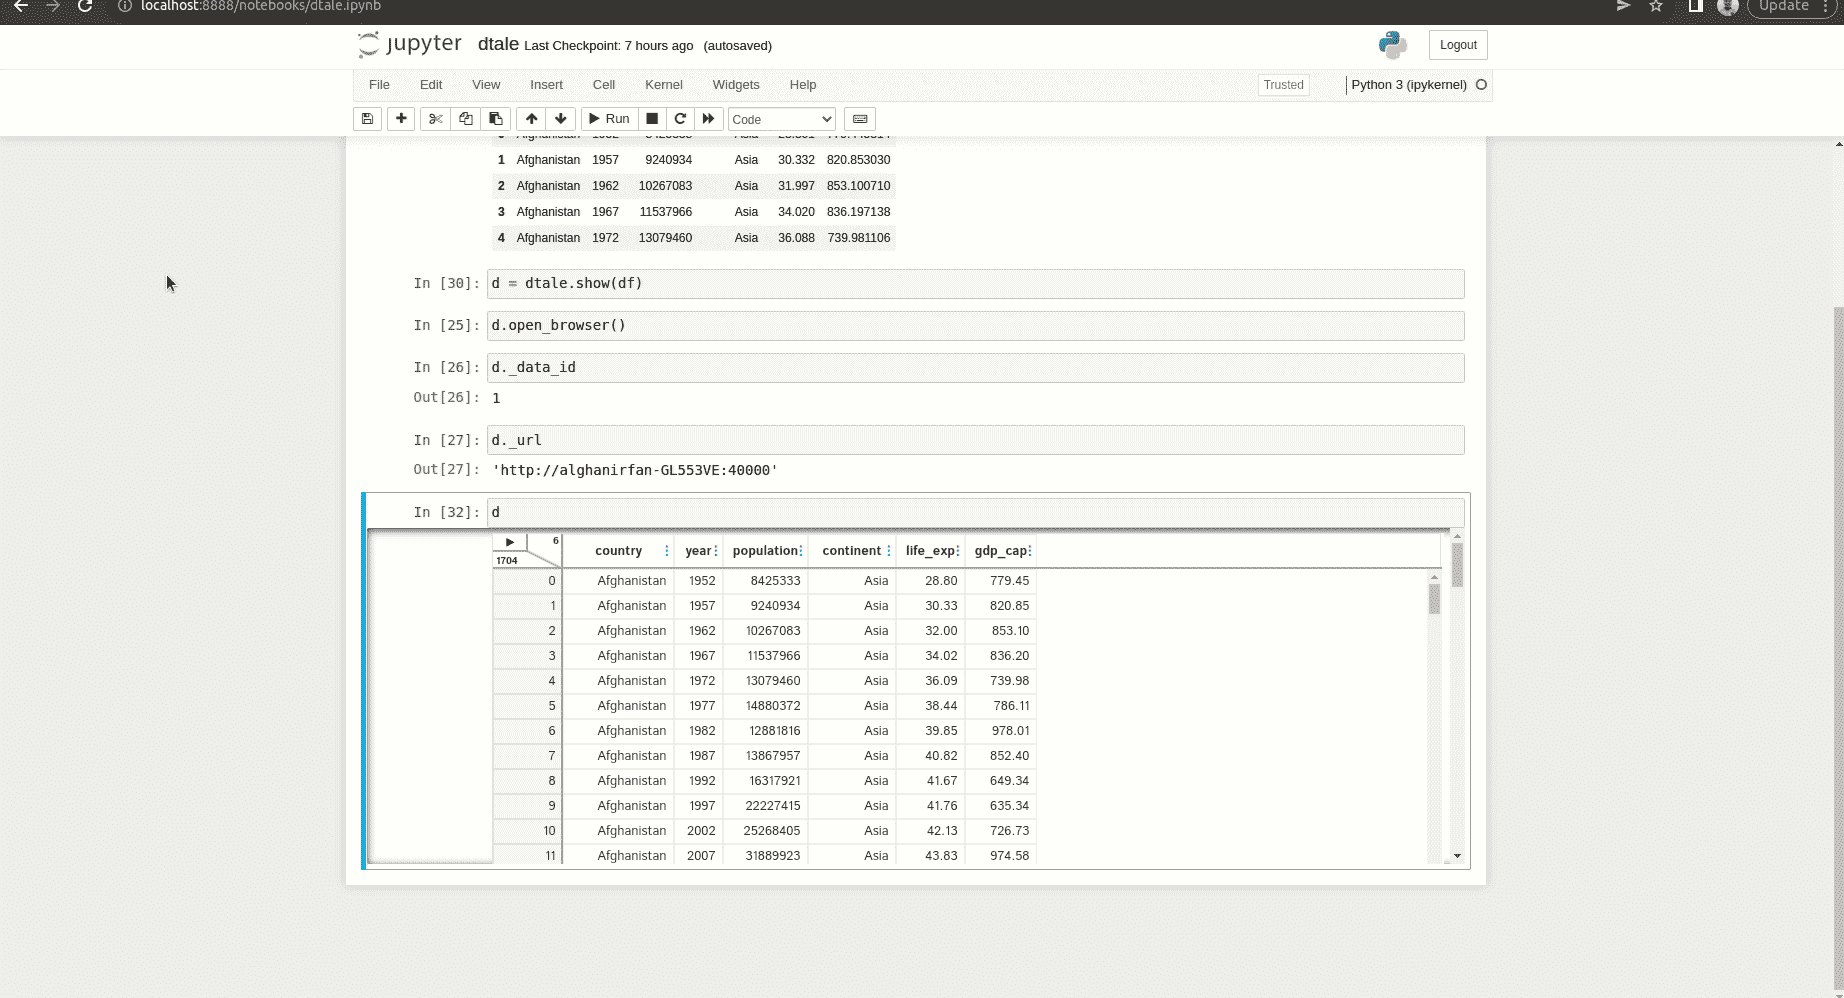 localhost:8888/notebooks/dtale.ipynb Update
jupyter dtale Last Checkpoint: 7 hours ago (autosaved) Logout
File Edit View Insert Cell Kernel Widgets Help Trusted Python 3 (ipykernel)
Run Code
1 Afghanistan 1957 9240934 Asia 30.332 820.853030
2 Afghanistan 1962 10267083 Asia 31.997 853.100710
3 Afghanistan 1967 11537966 Asia 34.020 836.197138
4 Afghanistan 1972 13079460 Asia 36.088 739.981106
In [30]: d = dtale.show(df)
In [25]: d.open_browser()
In [26]: d._data_id
Out[26]: 1
In [27]: d._url
Out[27]: 'http://alghanirfan-GL553VE:40000'
In [32]: d
6
1704
country year population continent life_exp gdp_cap
0 Afghanistan 1952 8425333 Asia 28.80 779.45
1 Afghanistan 1957 9240934 Asia 30.33 820.85
2 Afghanistan 1962 10267083 Asia 32.00 853.10
3 Afghanistan 1967 11537966 Asia 34.02 836.20
4 Afghanistan 1972 13079460 Asia 36.09 739.98
5 Afghanistan 1977 14880372 Asia 38.44 786.11
6 Afghanistan 1982 12881816 Asia 39.85 978.01
7 Afghanistan 1987 13867957 Asia 40.82 852.40
8 Afghanistan 1992 16317921 Asia 41.67 649.34
9 Afghanistan 1997 22227415 Asia 41.76 635.34
10 Afghanistan 2002 25268405 Asia 42.13 726.73
11 Afghanistan 2007 31889923 Asia 43.83 974.58